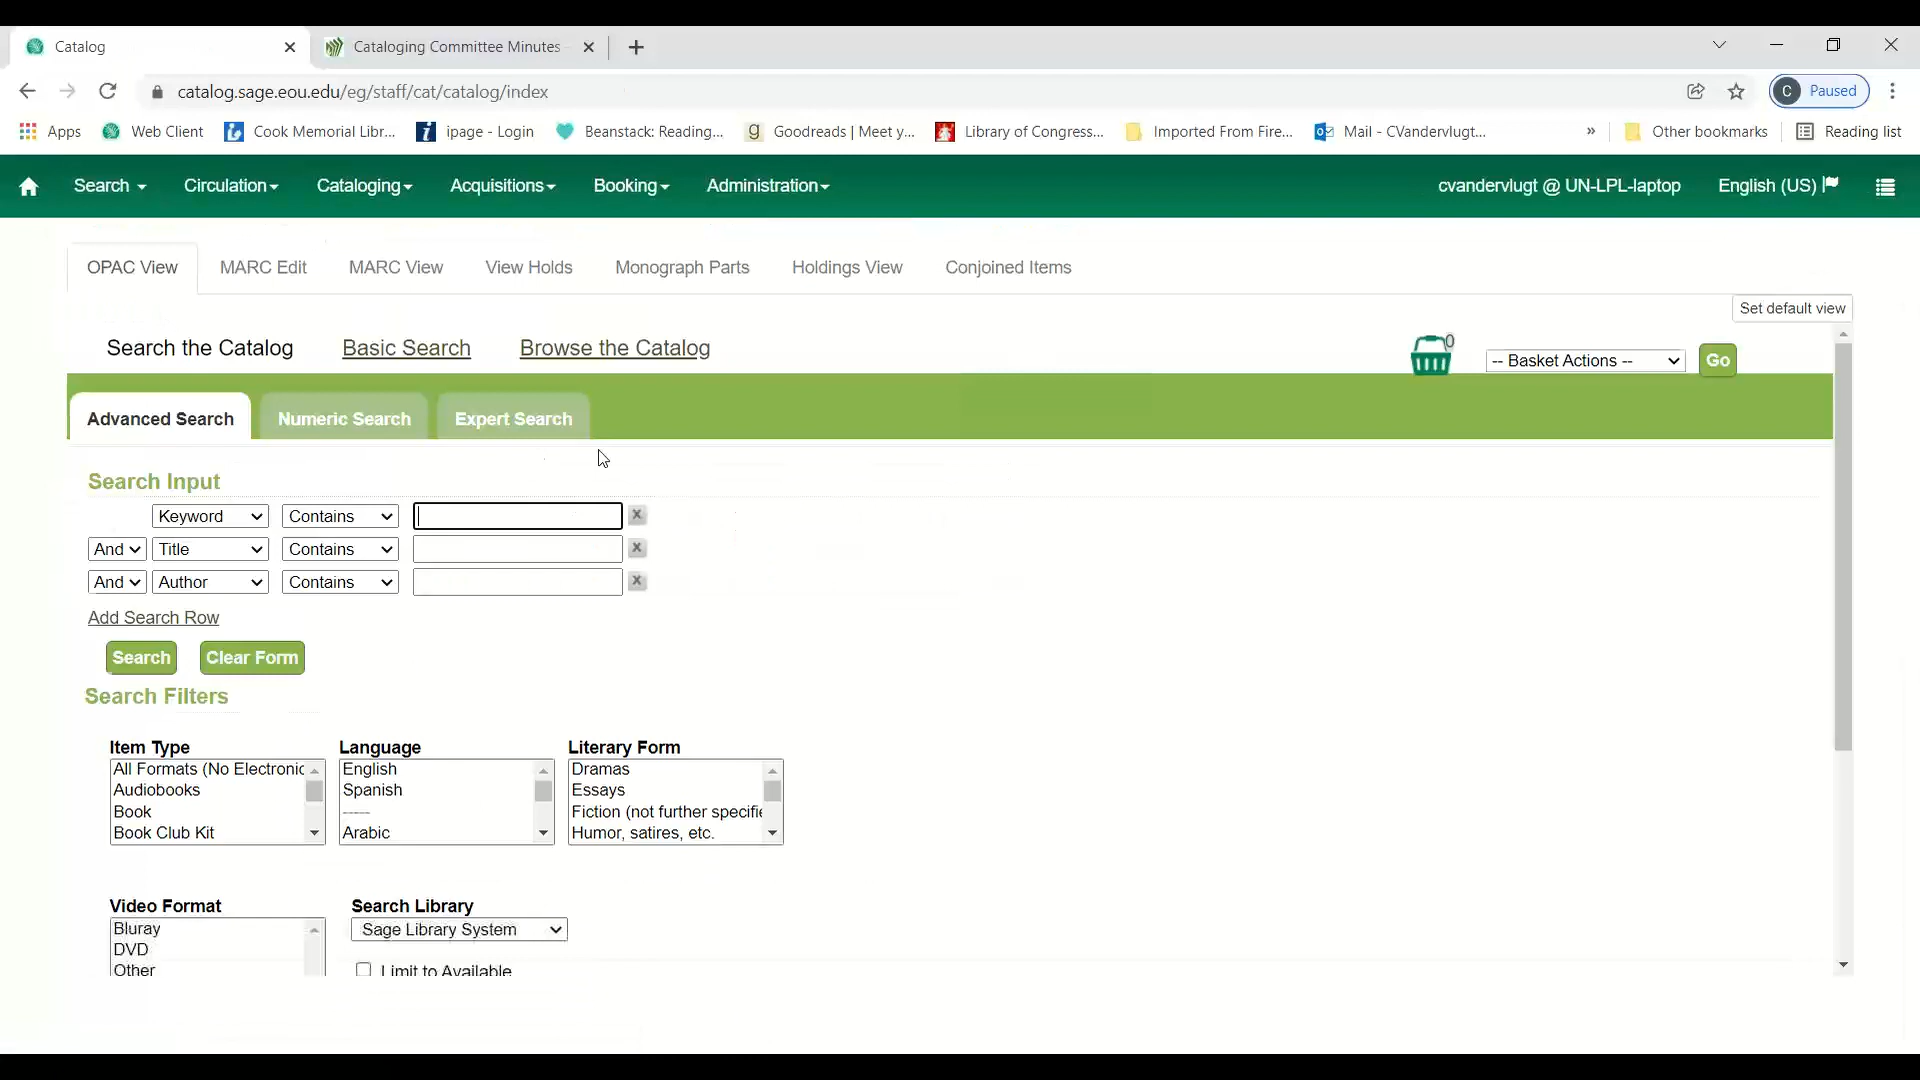 Catalog
Cataloging Committee Minutes
catalog.sage.eou.edu/eg/staff/cat/catalog/index
C Paused
Apps Web Client Cook Memorial Libr... ipage - Login Beanstack: Reading... Goodreads | Meet y... Library of Congress... Imported From Fire... Mail - CVandervlugt... » Other bookmarks Reading list
Search Circulation Cataloging Acquisitions Booking Administration cvandervlugt @ UN-LPL-laptop English (US)
OPAC View MARC Edit MARC View View Holds Monograph Parts Holdings View Conjoined Items
Set default view
Search the Catalog Basic Search Browse the Catalog 0 -- Basket Actions -- Go
Advanced Search Numeric Search Expert Search
Search Input
Keyword Contains X
And Title Contains X
And Author Contains X
Add Search Row
Search Clear Form
Search Filters
Item Type Language Literary Form
All Formats (No Electronic English Dramas
Audiobooks Spanish Essays
Book ----- Fiction (not further specifie
Book Club Kit Arabic Humor, satires, etc.
Video Format Search Library
Bluray Sage Library System
DVD
Other Limit to Available